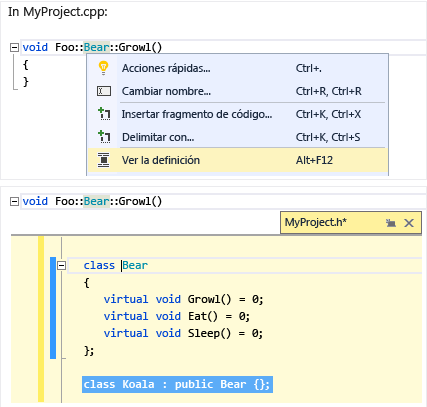 In MyProject.cpp:
void Foo::Bear::Growl()
{
}
Acciones rápidas... Ctrl+.
Cambiar nombre... Ctrl+R, Ctrl+R
Insertar fragmento de código... Ctrl+K, Ctrl+X
Delimitar con... Ctrl+K, Ctrl+S
Ver la definición Alt+F12
void Foo::Bear::Growl()
MyProject.h*
class Bear
{
virtual void Growl() = 0;
virtual void Eat() = 0;
virtual void Sleep() = 0;
};
class Koala : public Bear {};